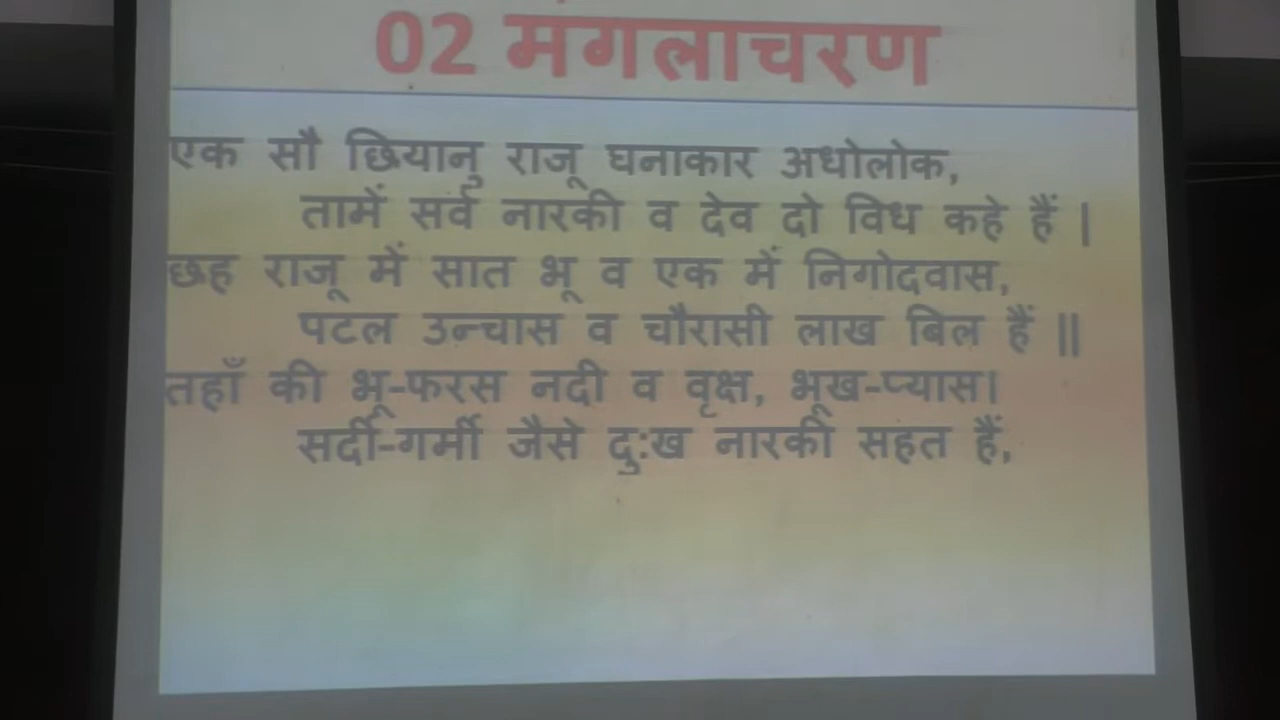 02 मंगलाचरण
एक सौ छियानु राजू घनाकार अधोलोक,
तामें सर्व नारकी व देव दो विध कहे हैं |
छह राजू में सात भू व एक में निगोदवास,
पटल उन्चास व चौरासी लाख बिल हैं ||
तहाँ की भू-फरस नदी व वृक्ष, भूख-प्यास।
सर्दी-गर्मी जैसे दु:ख नारकी सहत हैं,